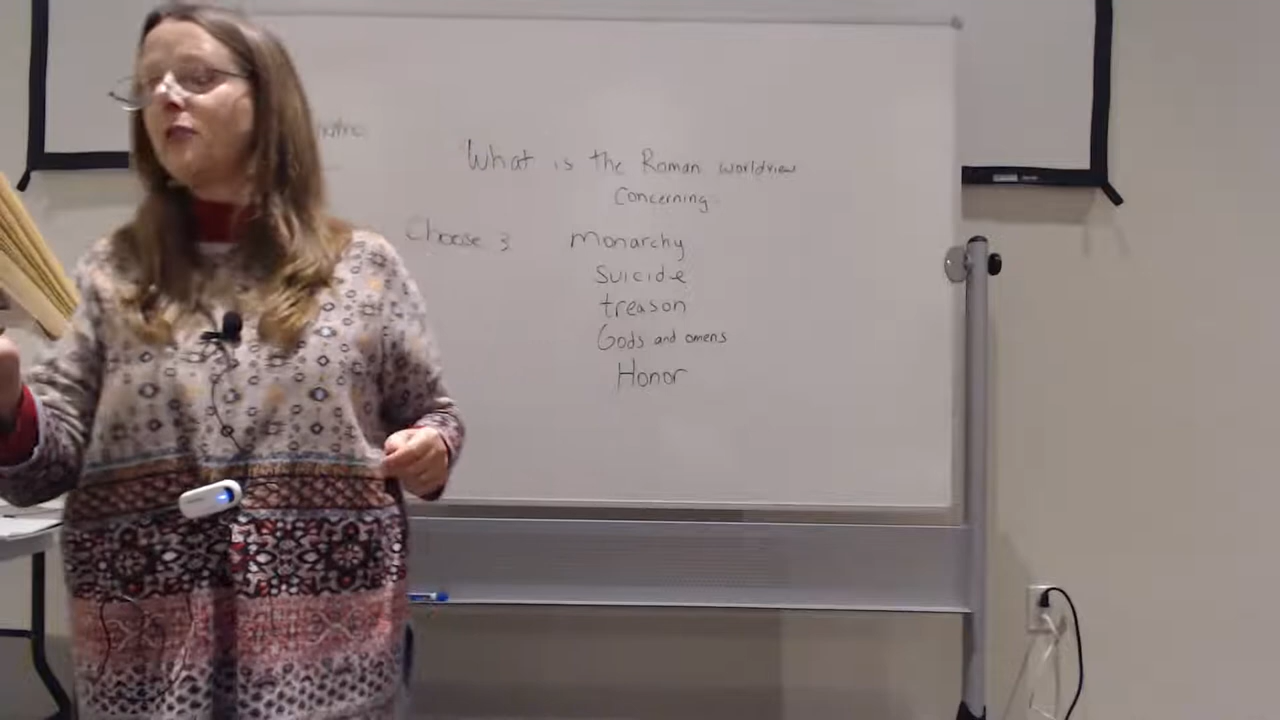 What is the Roman worldview
Concerning
Choose 3 Monarchy
Suicide
treason
Gods and omens
Honor